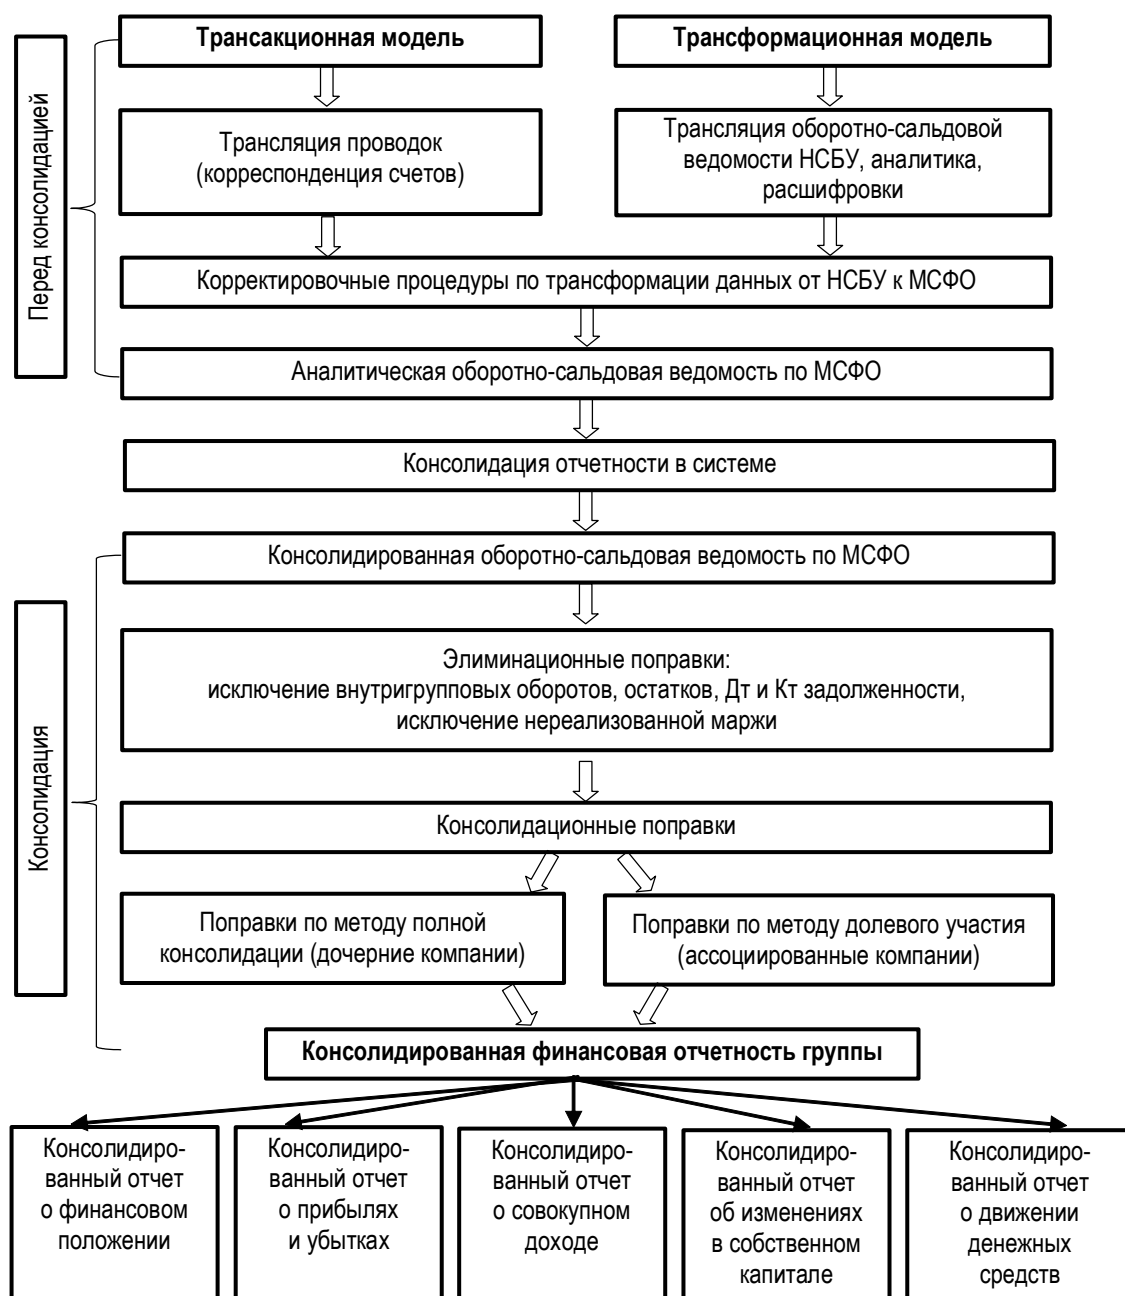 Трансакционная модель
Трансформационная модель
Перед консолидацией
Трансляция проводок
(корреспонденция счетов)
Трансляция оборотно-сальдовой
ведомости НСБУ, аналитика,
расшифровки
Корректировочные процедуры по трансформации данных от НСБУ к МСФО
Аналитическая оборотно-сальдовая ведомость по МСФО
Консолидация отчетности в системе
Консолидированная оборотно-сальдовая ведомость по МСФО
Консолидация
Элиминационные поправки:
исключение внутригрупповых оборотов, остатков, Дт и Кт задолженности,
исключение нереализованной маржи
Консолидационные поправки
Поправки по методу полной
консолидации (дочерние компании)
Поправки по методу долевого участия
(ассоциированные компании)
Консолидированная финансовая отчетность группы
Консолидиро-
ванный отчет
о финансовом
положении
Консолидиро-
ванный отчет
о прибылях
и убытках
Консолидиро-
ванный отчет
о совокупном
доходе
Консолидиро-
ванный отчет
об изменениях
в собственном
капитале
Консолидиро-
ванный отчет
о движении
денежных
средств